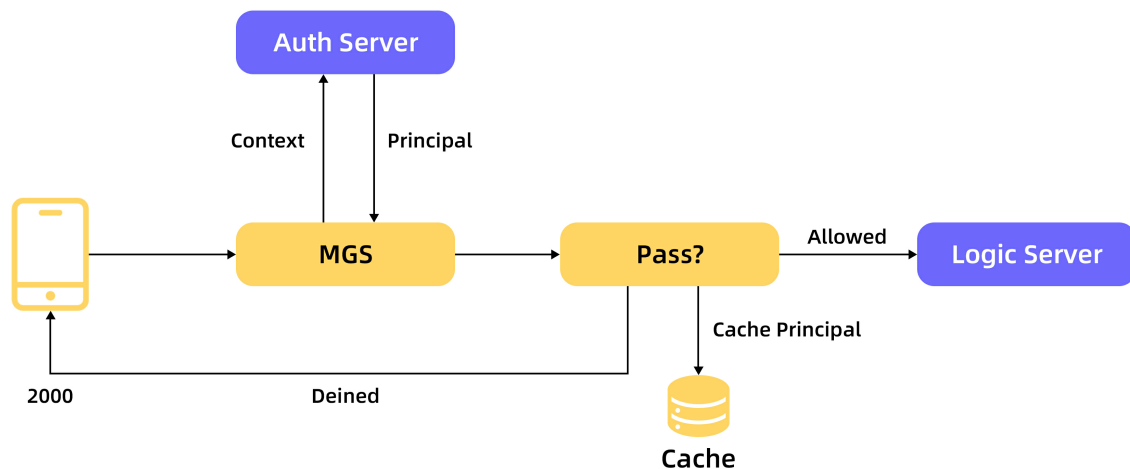 Auth Server
Context
Principal
MGS
Pass?
Allowed
Logic Server
Cache Principal
2000
Deined
Cache